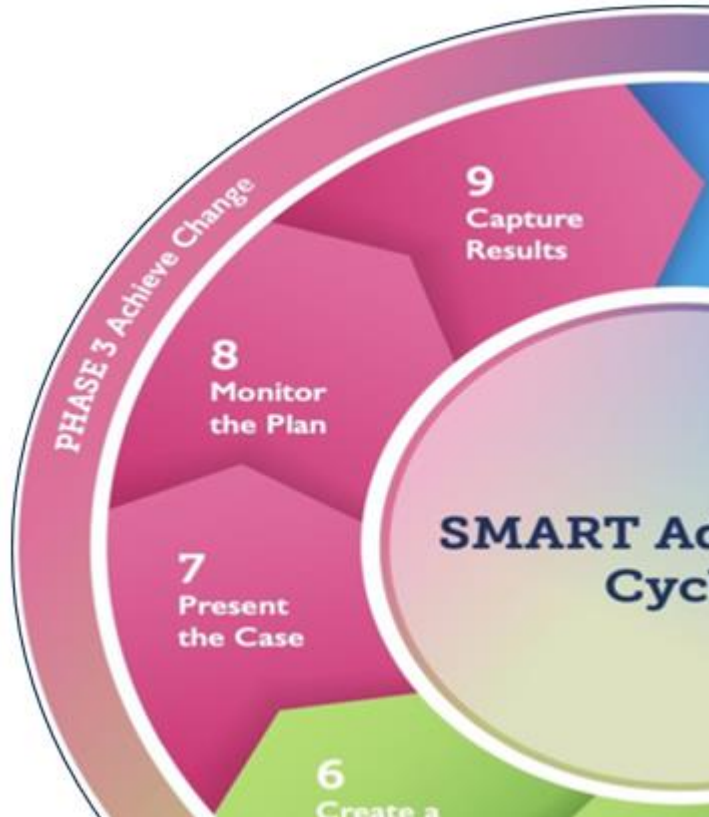 PHASE 3 Achieve Change
9
Capture
Results
8
Monitor
the Plan
7
Present
the Case
6
Create a
SMART
Cyc